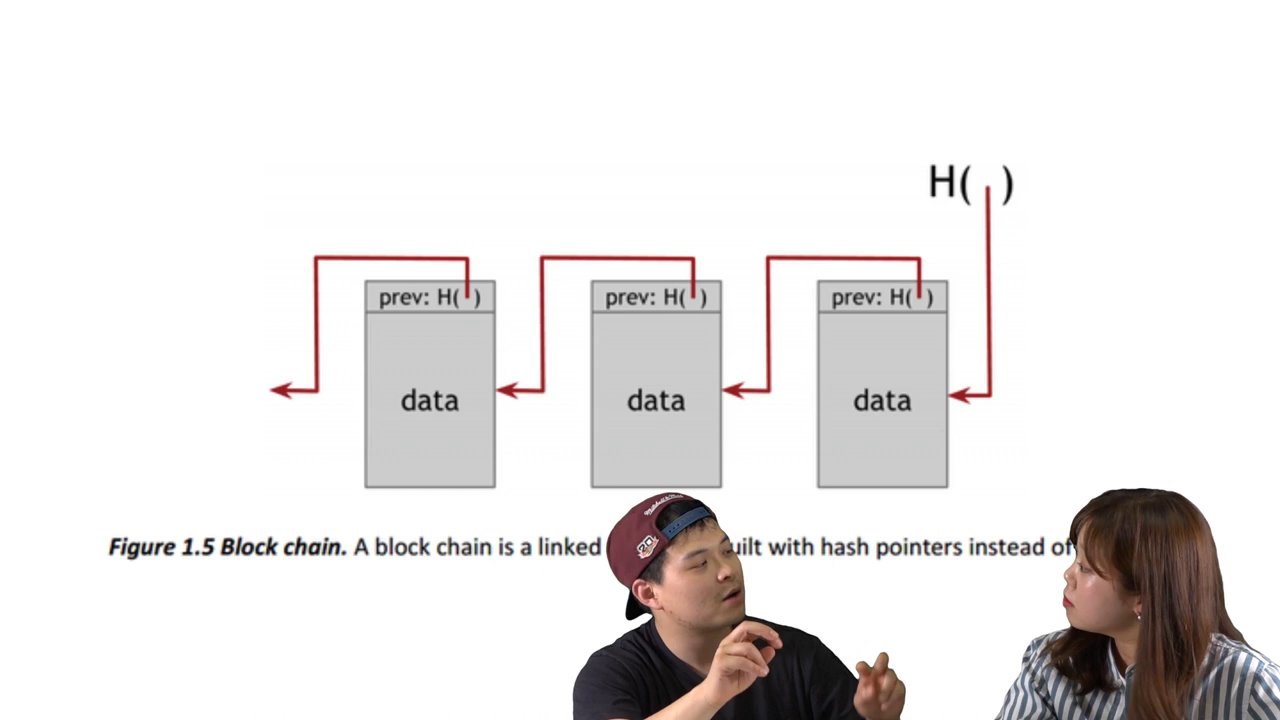 H( )
prev: H( )
prev: H( )
prev: H( )
data
data
data
Figure 1.5 Block chain. A block chain is a linked uilt with hash pointers instead of
20